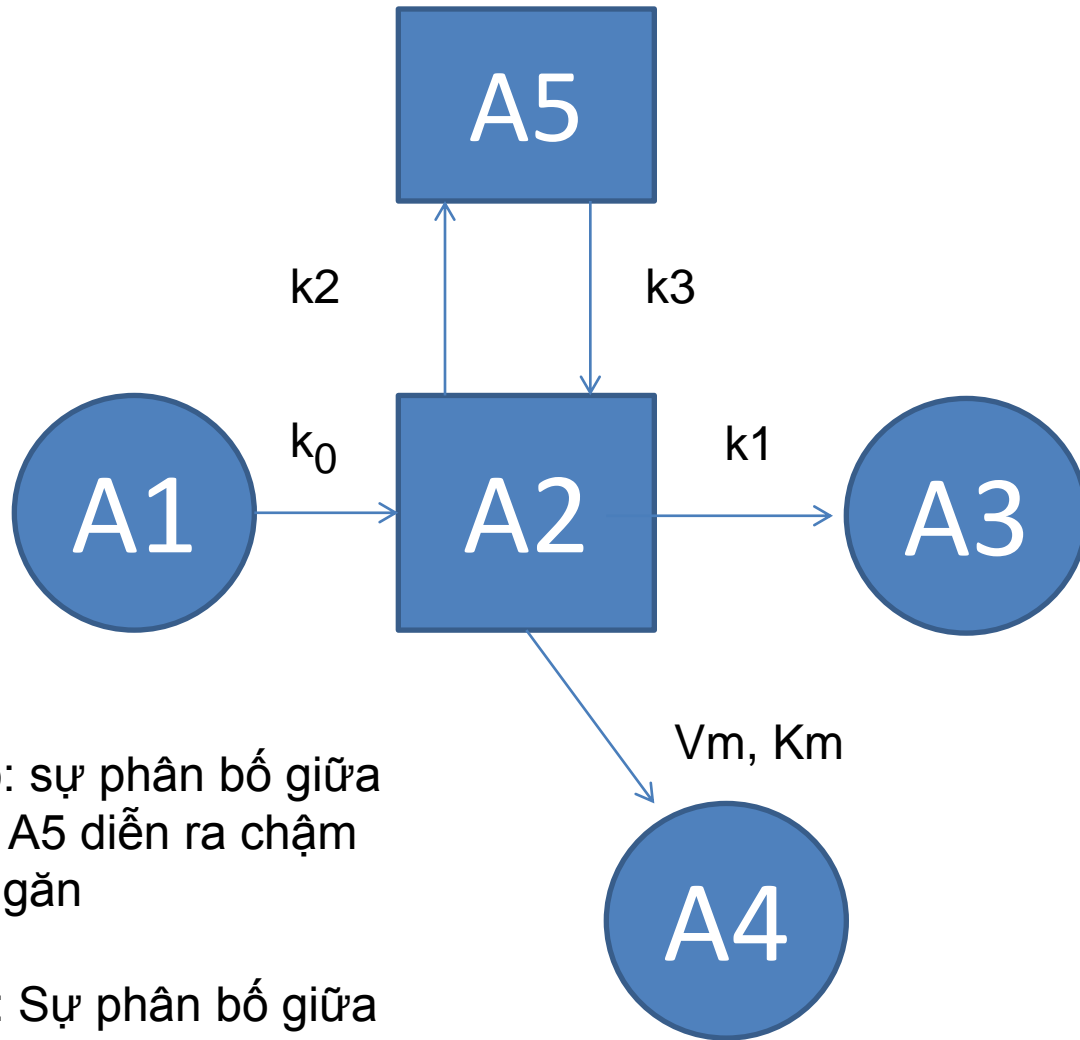 A5
k2
k3
k0
k1
A1
A2
A3
Vm, Km
: sự phân bố giữa
A5 diễn ra chậm
găn
A4
: Sự phân bố giữa